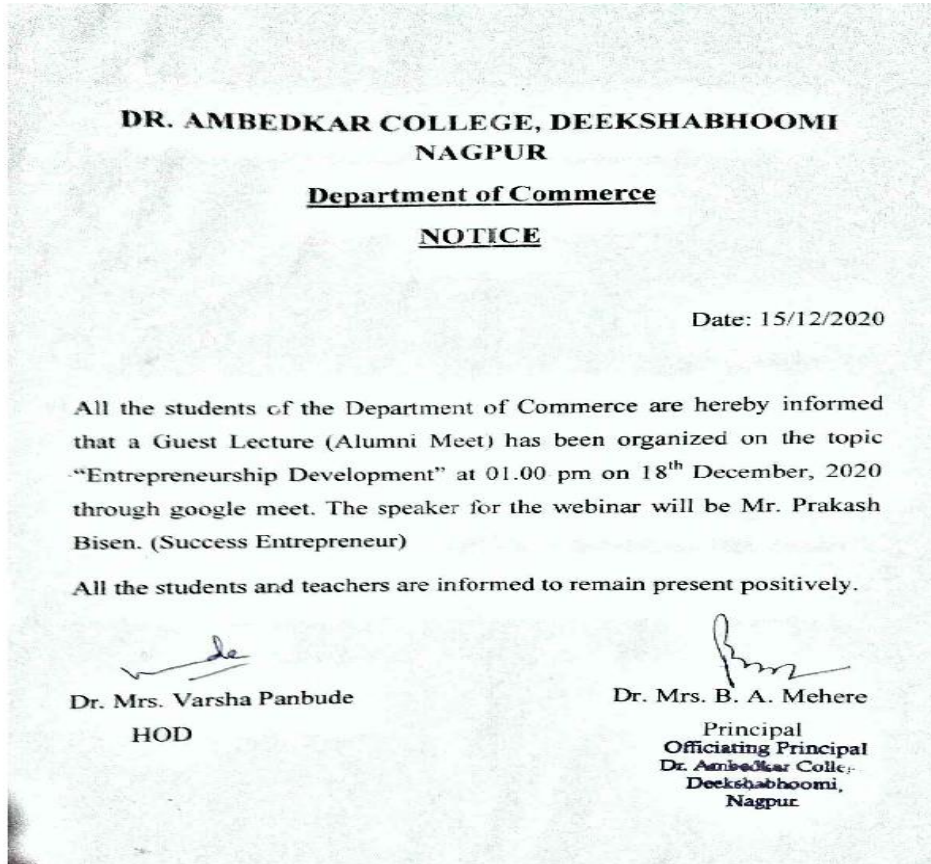 DR. AMBEDKAR COLLEGE, DEEKSHABHOOMI
NAGPUR
Department of Commerce
NOTICE
Date: 15/12/2020
All the students of the Department of Commerce are hereby informed
that a Guest Lecture (Alumni Meet) has been organized on the topic
“Entrepreneurship Development” at 01.00 pm on 18th December, 2020
through google meet. The speaker for the webinar will be Mr. Prakash
Bisen. (Success Entrepreneur)
All the students and teachers are informed to remain present positively.
Dr. Mrs. Varsha Panbude
HOD
Dr. Mrs. B. A. Mehere
Principal
Officiating Principal
Dr. Ambedkar Colle
Deekshabhoomi,
Nagpur.